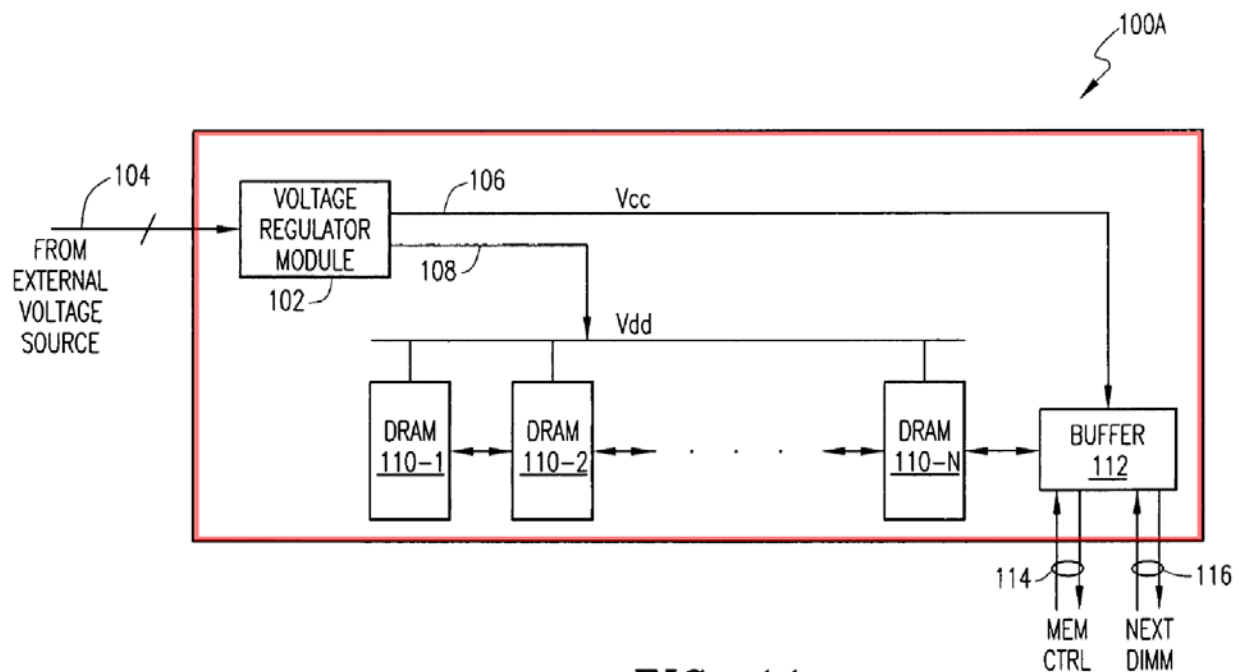 100A
104
FROM
EXTERNAL
VOLTAGE
SOURCE
VOLTAGE
REGULATOR
MODULE
102
106
Vcc
108
Vdd
DRAM
110-1
DRAM
110-2
. . .
DRAM
110-N
BUFFER
112
114
116
MEM
CTRL
NEXT
DIMM